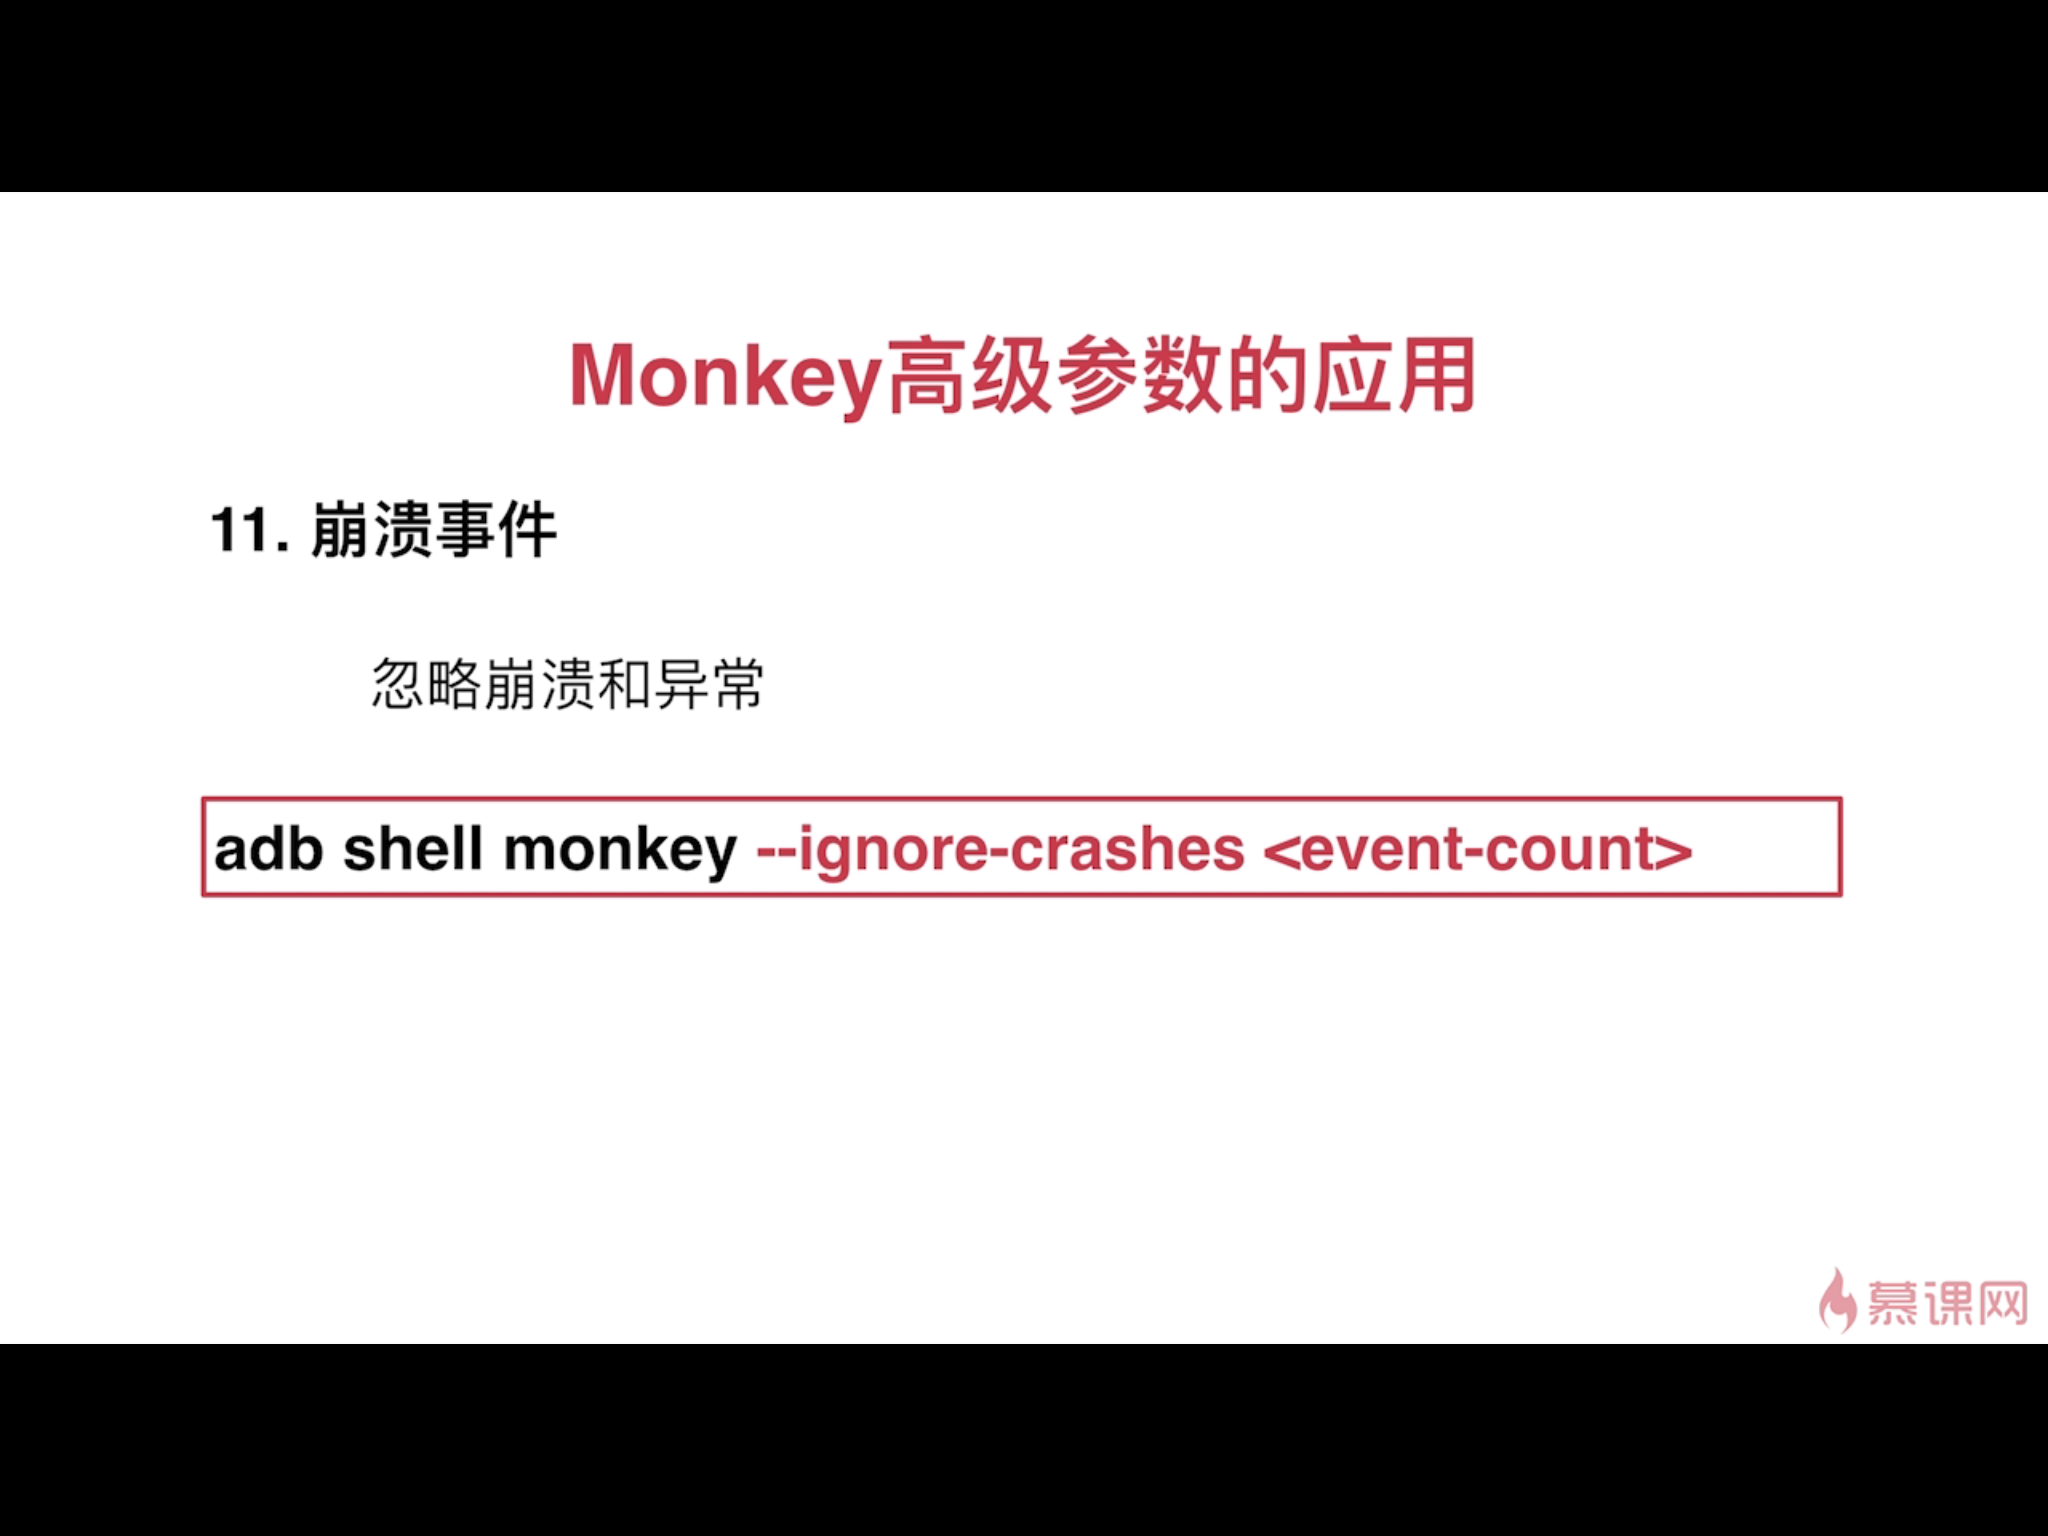 Monkey高级参数的应用
11. 崩溃事件
忽略崩溃和异常
adb shell monkey --ignore-crashes <event-count>
慕课网